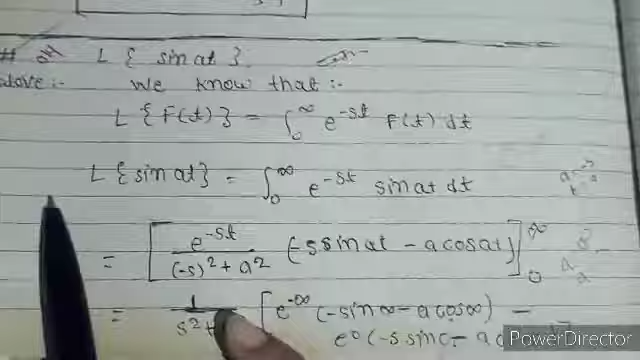 L { sin at }.
We know that :-
L { F(t) } = ∫₀^∞ e^-st F(t) dt
L {sin at} = ∫₀^∞ e^-st sin at dt
= [ e^-st / (-s)² + a² (-s sin at - a cos at) ]₀^∞
= 1 / s² + [ e^-∞ (-sin ∞ - a cos ∞) -
e⁰ (-s sin
PowerDirector